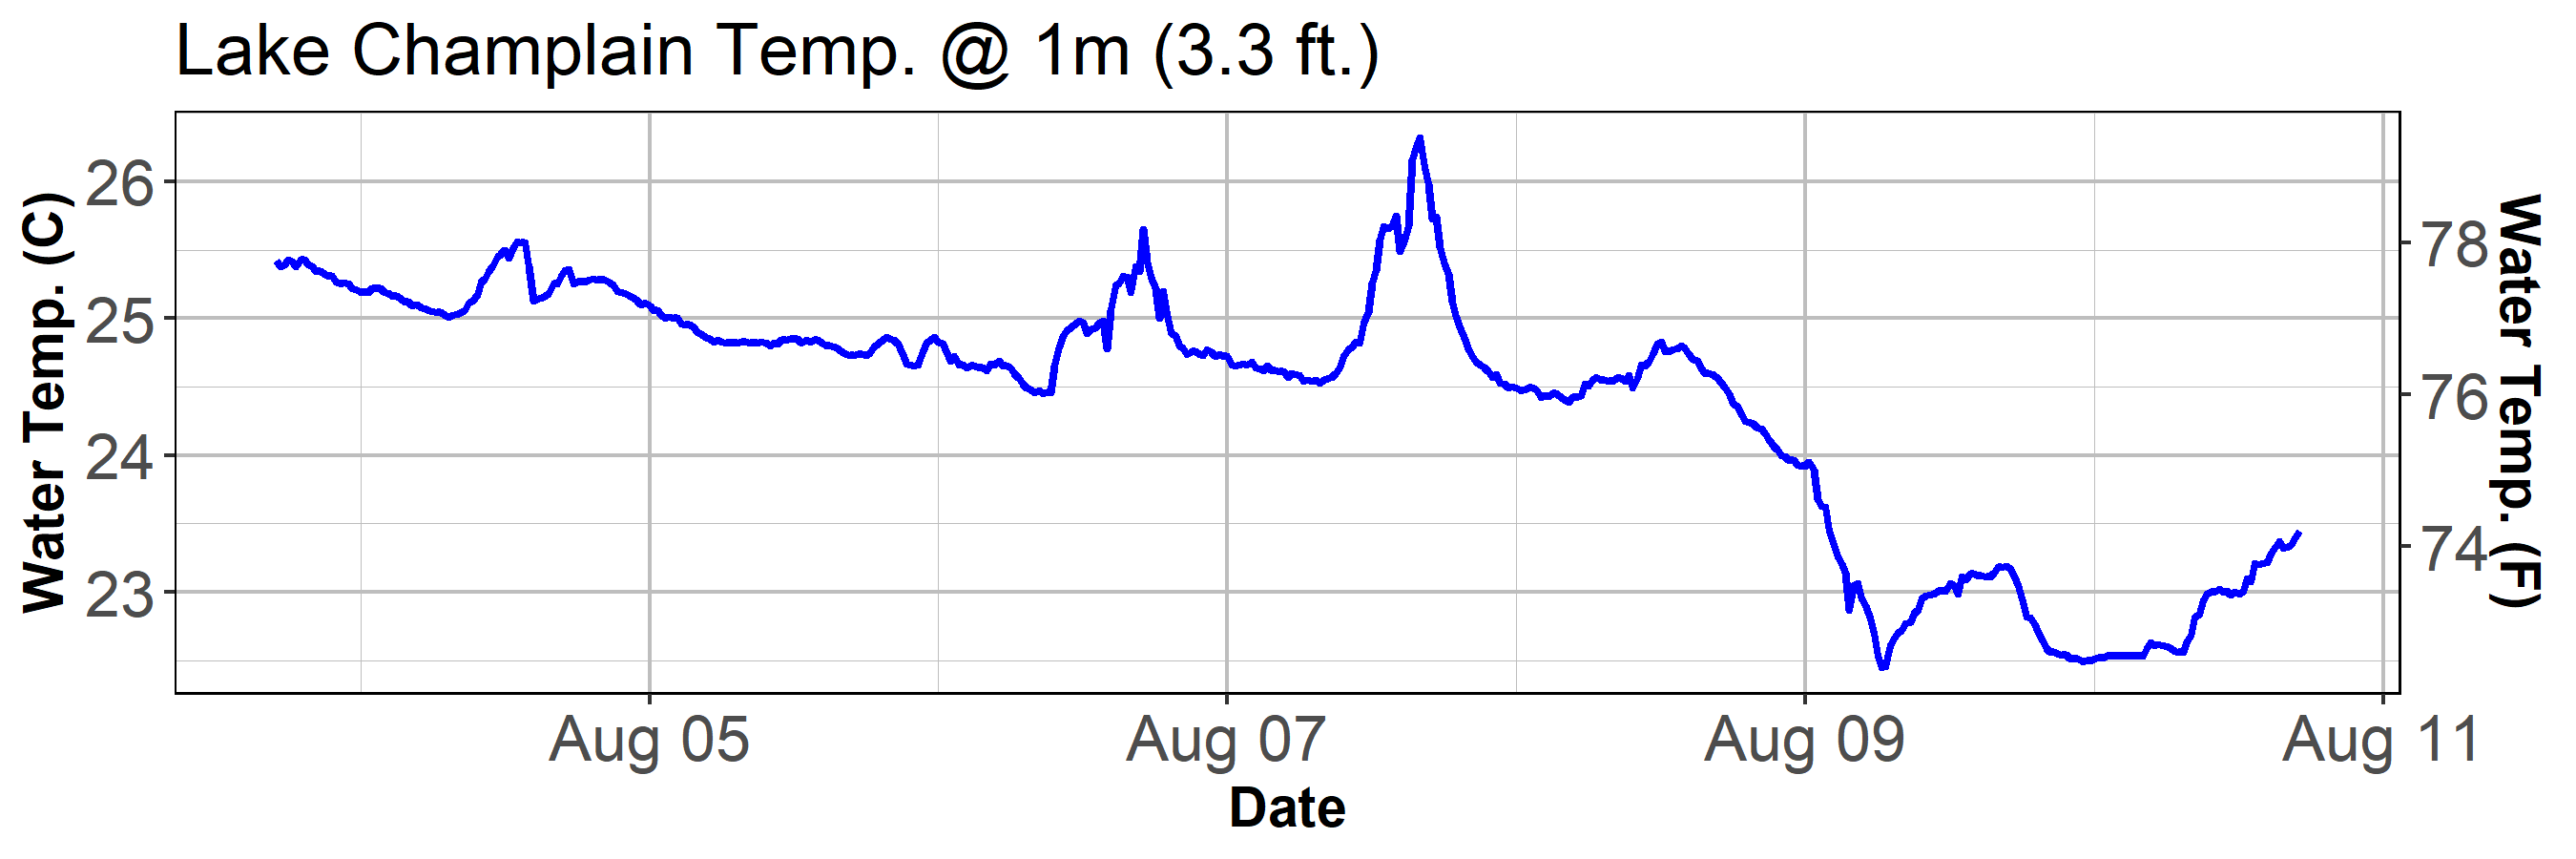 Lake Champlain Temp. @ 1m (3.3 ft.)
Water Temp. (C)
26
25
24
23
78
76
74
Water Temp. (F)
Aug 05
Aug 07
Aug 09
Aug 11
Date